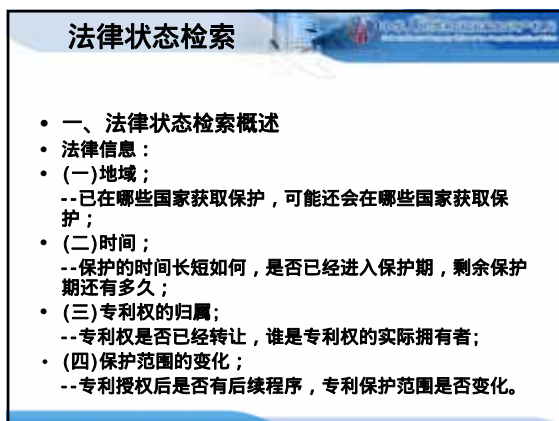 法律状态检索
• 一、法律状态检索概述
• 法律信息：
• (一)地域；
--已在哪些国家获取保护，可能还会在哪些国家获取保
护；
• (二)时间；
--保护的时间长短如何，是否已经进入保护期，剩余保护
期还有多久；
• (三)专利权的归属;
--专利权是否已经转让，谁是专利权的实际拥有者;
• (四)保护范围的变化；
--专利授权后是否有后续程序，专利保护范围是否变化。